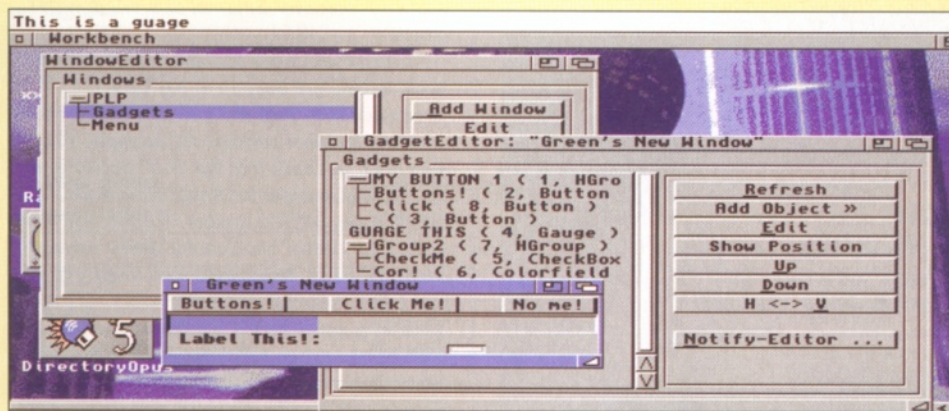 This is a guage
Workbench
WindowEditor
Windows
PLP
Gadgets
Menu
Add Window
Edit
GadgetEditor: "Green's New Window"
Gadgets
MY BUTTON 1 ( 1, HGro
Buttons! ( 2, Button
Click ( 8, Button )
( 3, Button )
GUAGE THIS ( 4, Gauge )
Group2 ( 7, HGroup )
CheckMe ( 5, CheckBox
Cor! ( 6, Colorfield
Refresh
Add Object »
Edit
Show Position
Up
Down
H <-> V
Notify-Editor ...
Green's New Window
Buttons! Click Me! No me!
Label This!:
5
DirectoryOpus